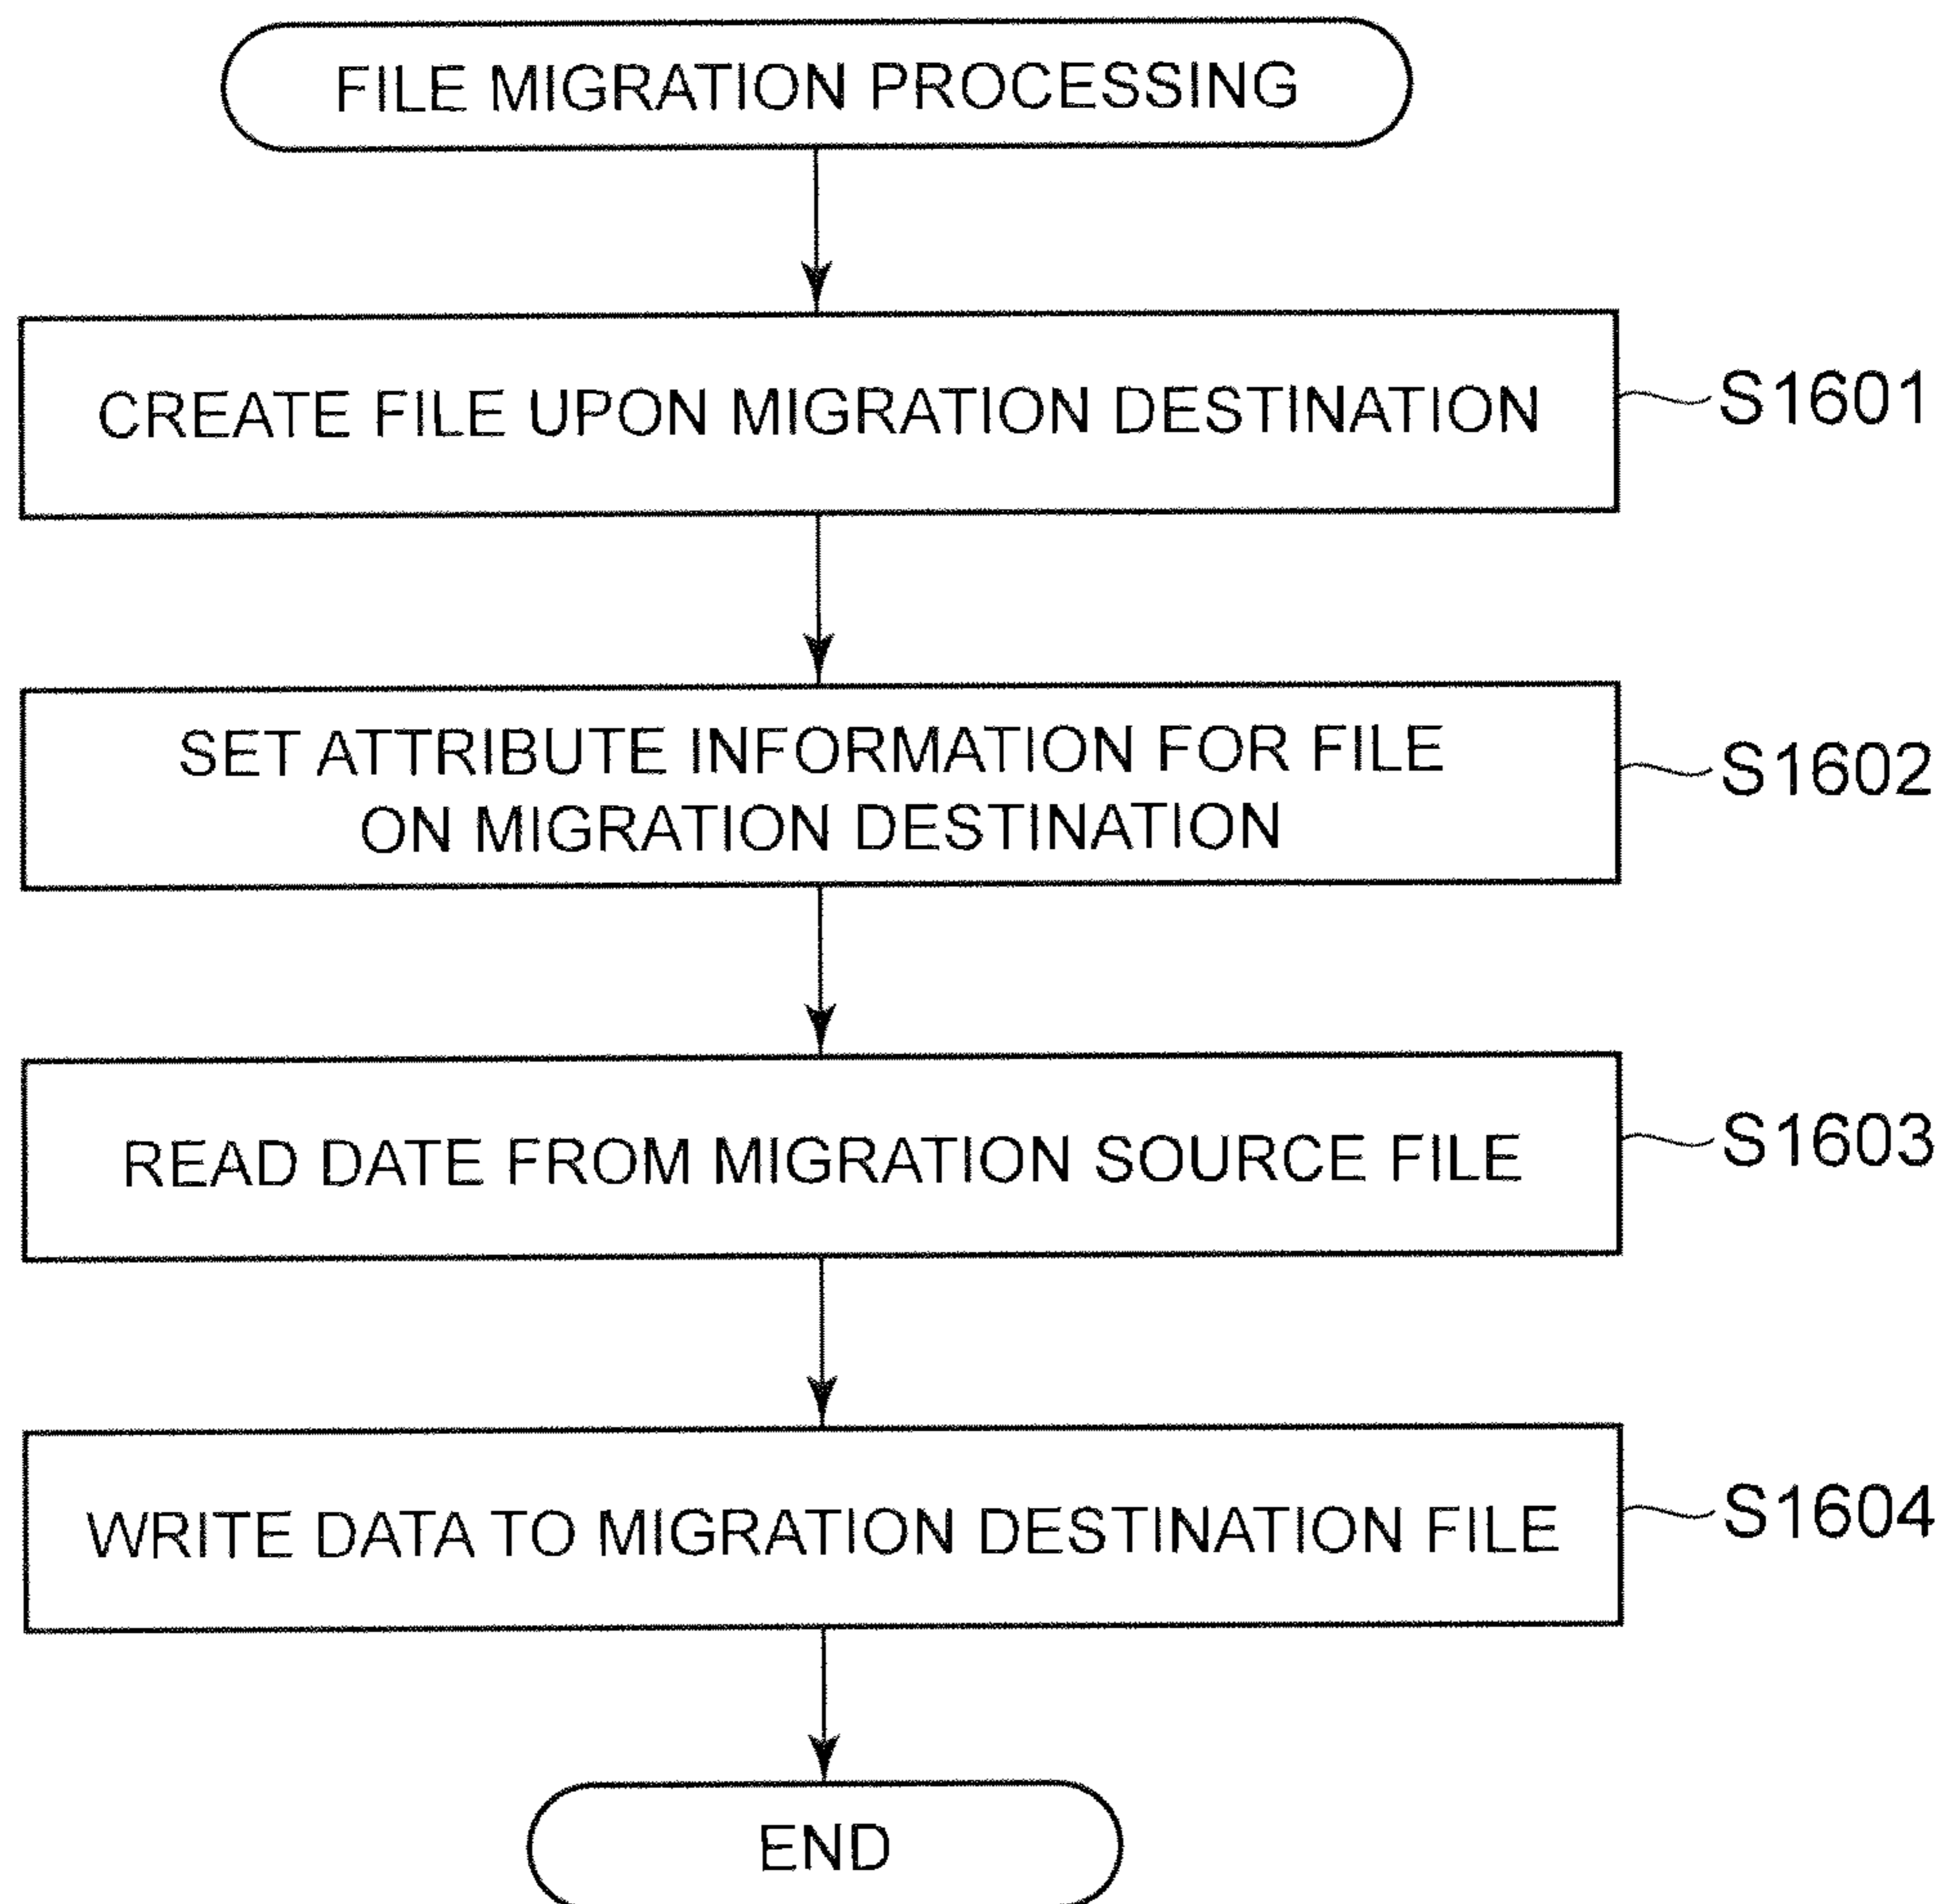 FILE MIGRATION PROCESSING
CREATE FILE UPON MIGRATION DESTINATION
S1601
SET ATTRIBUTE INFORMATION FOR FILE
ON MIGRATION DESTINATION
S1602
READ DATE FROM MIGRATION SOURCE FILE
S1603
WRITE DATA TO MIGRATION DESTINATION FILE
S1604
END